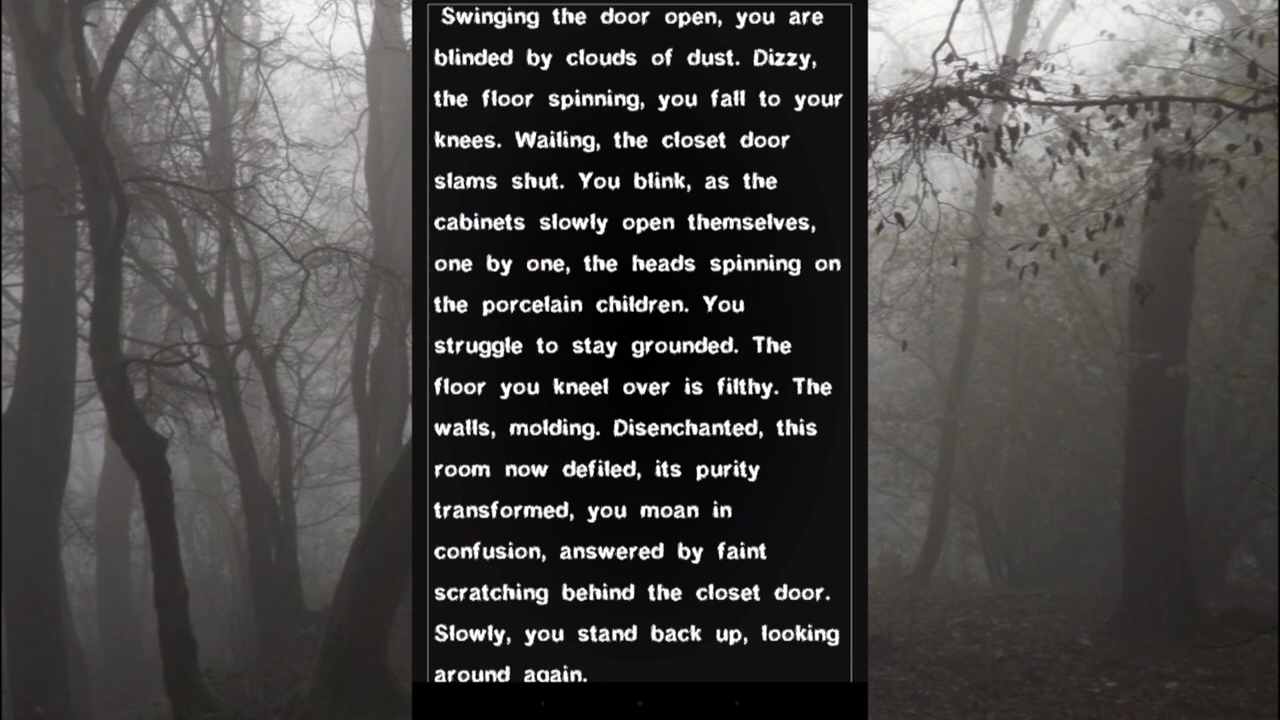 Swinging the door open, you are
blinded by clouds of dust. Dizzy,
the floor spinning, you fall to your
knees. Wailing, the closet door
slams shut. You blink, as the
cabinets slowly open themselves,
one by one, the heads spinning on
the porcelain children. You
struggle to stay grounded. The
floor you kneel over is filthy. The
walls, molding. Disenchanted, this
room now defiled, its purity
transformed, you moan in
confusion, answered by faint
scratching behind the closet door.
Slowly, you stand back up, looking
around again.